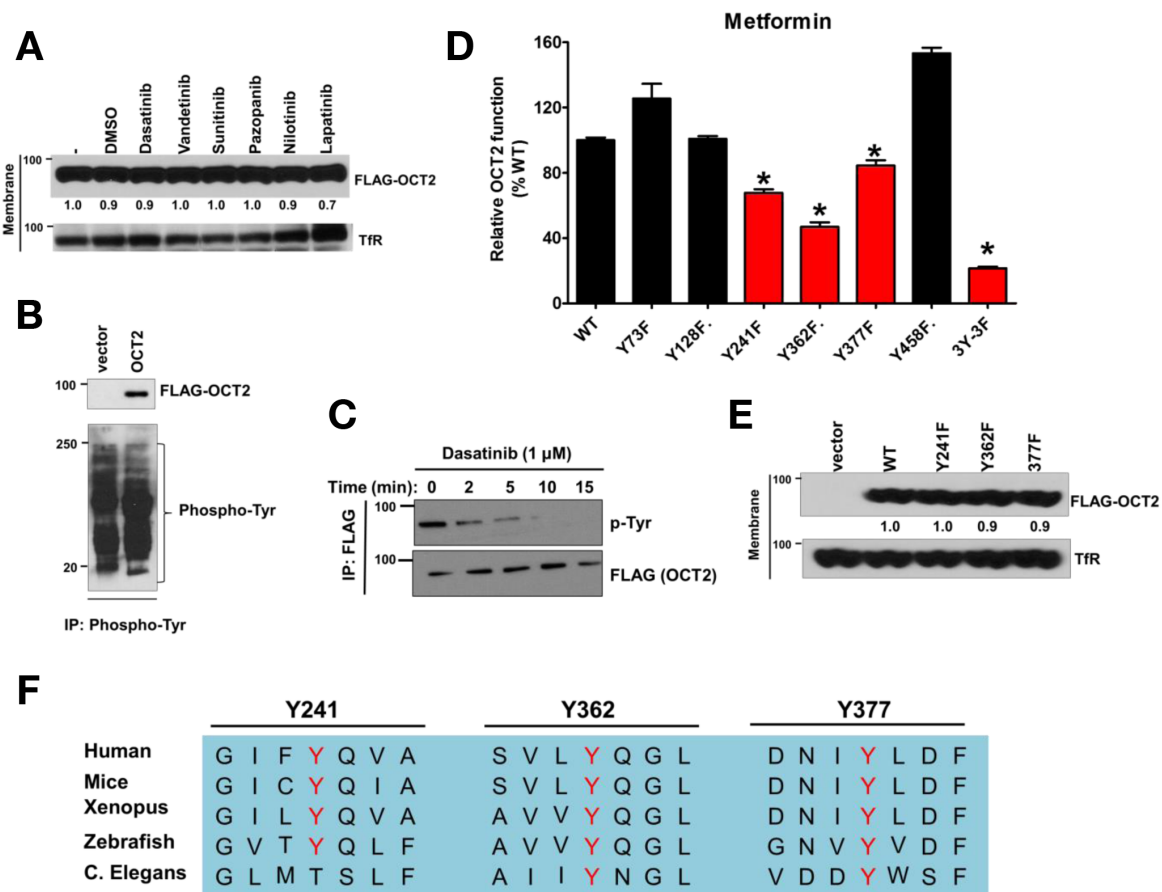 A
-
DMSO
Dasatinib
Vandetinib
Sunitinib
Pazopanib
Nilotinib
Lapatinib
Membrane
100
FLAG-OCT2
1.0 0.9 0.9 1.0 1.0 1.0 0.9 0.7
100
TfR
B
vector
OCT2
100
FLAG-OCT2
250
Phospho-Tyr
20
IP: Phospho-Tyr
C
Dasatinib (1 µM)
Time (min): 0 2 5 10 15
IP: FLAG
100
p-Tyr
100
FLAG (OCT2)
D
Metformin
Relative OCT2 function
(% WT)
160
120
80
40
0
* * * *
WT
Y73F
Y128F.
Y241F
Y362F.
Y377F
Y458F.
3Y-3F
E
vector
WT
Y241F
Y362F
377F
Membrane
100
FLAG-OCT2
1.0 1.0 0.9 0.9
100
TfR
F
Y241 Y362 Y377
Human G I F Y Q V A S V L Y Q G L D N I Y L D F
Mice G I C Y Q I A S V L Y Q G L D N I Y L D F
Xenopus G I L Y Q V A A V V Y Q G L D N I Y L D F
Zebrafish G V T Y Q L F A V V Y Q G L G N V Y V D F
C. Elegans G L M T S L F A I I Y N G L V D D Y W S F